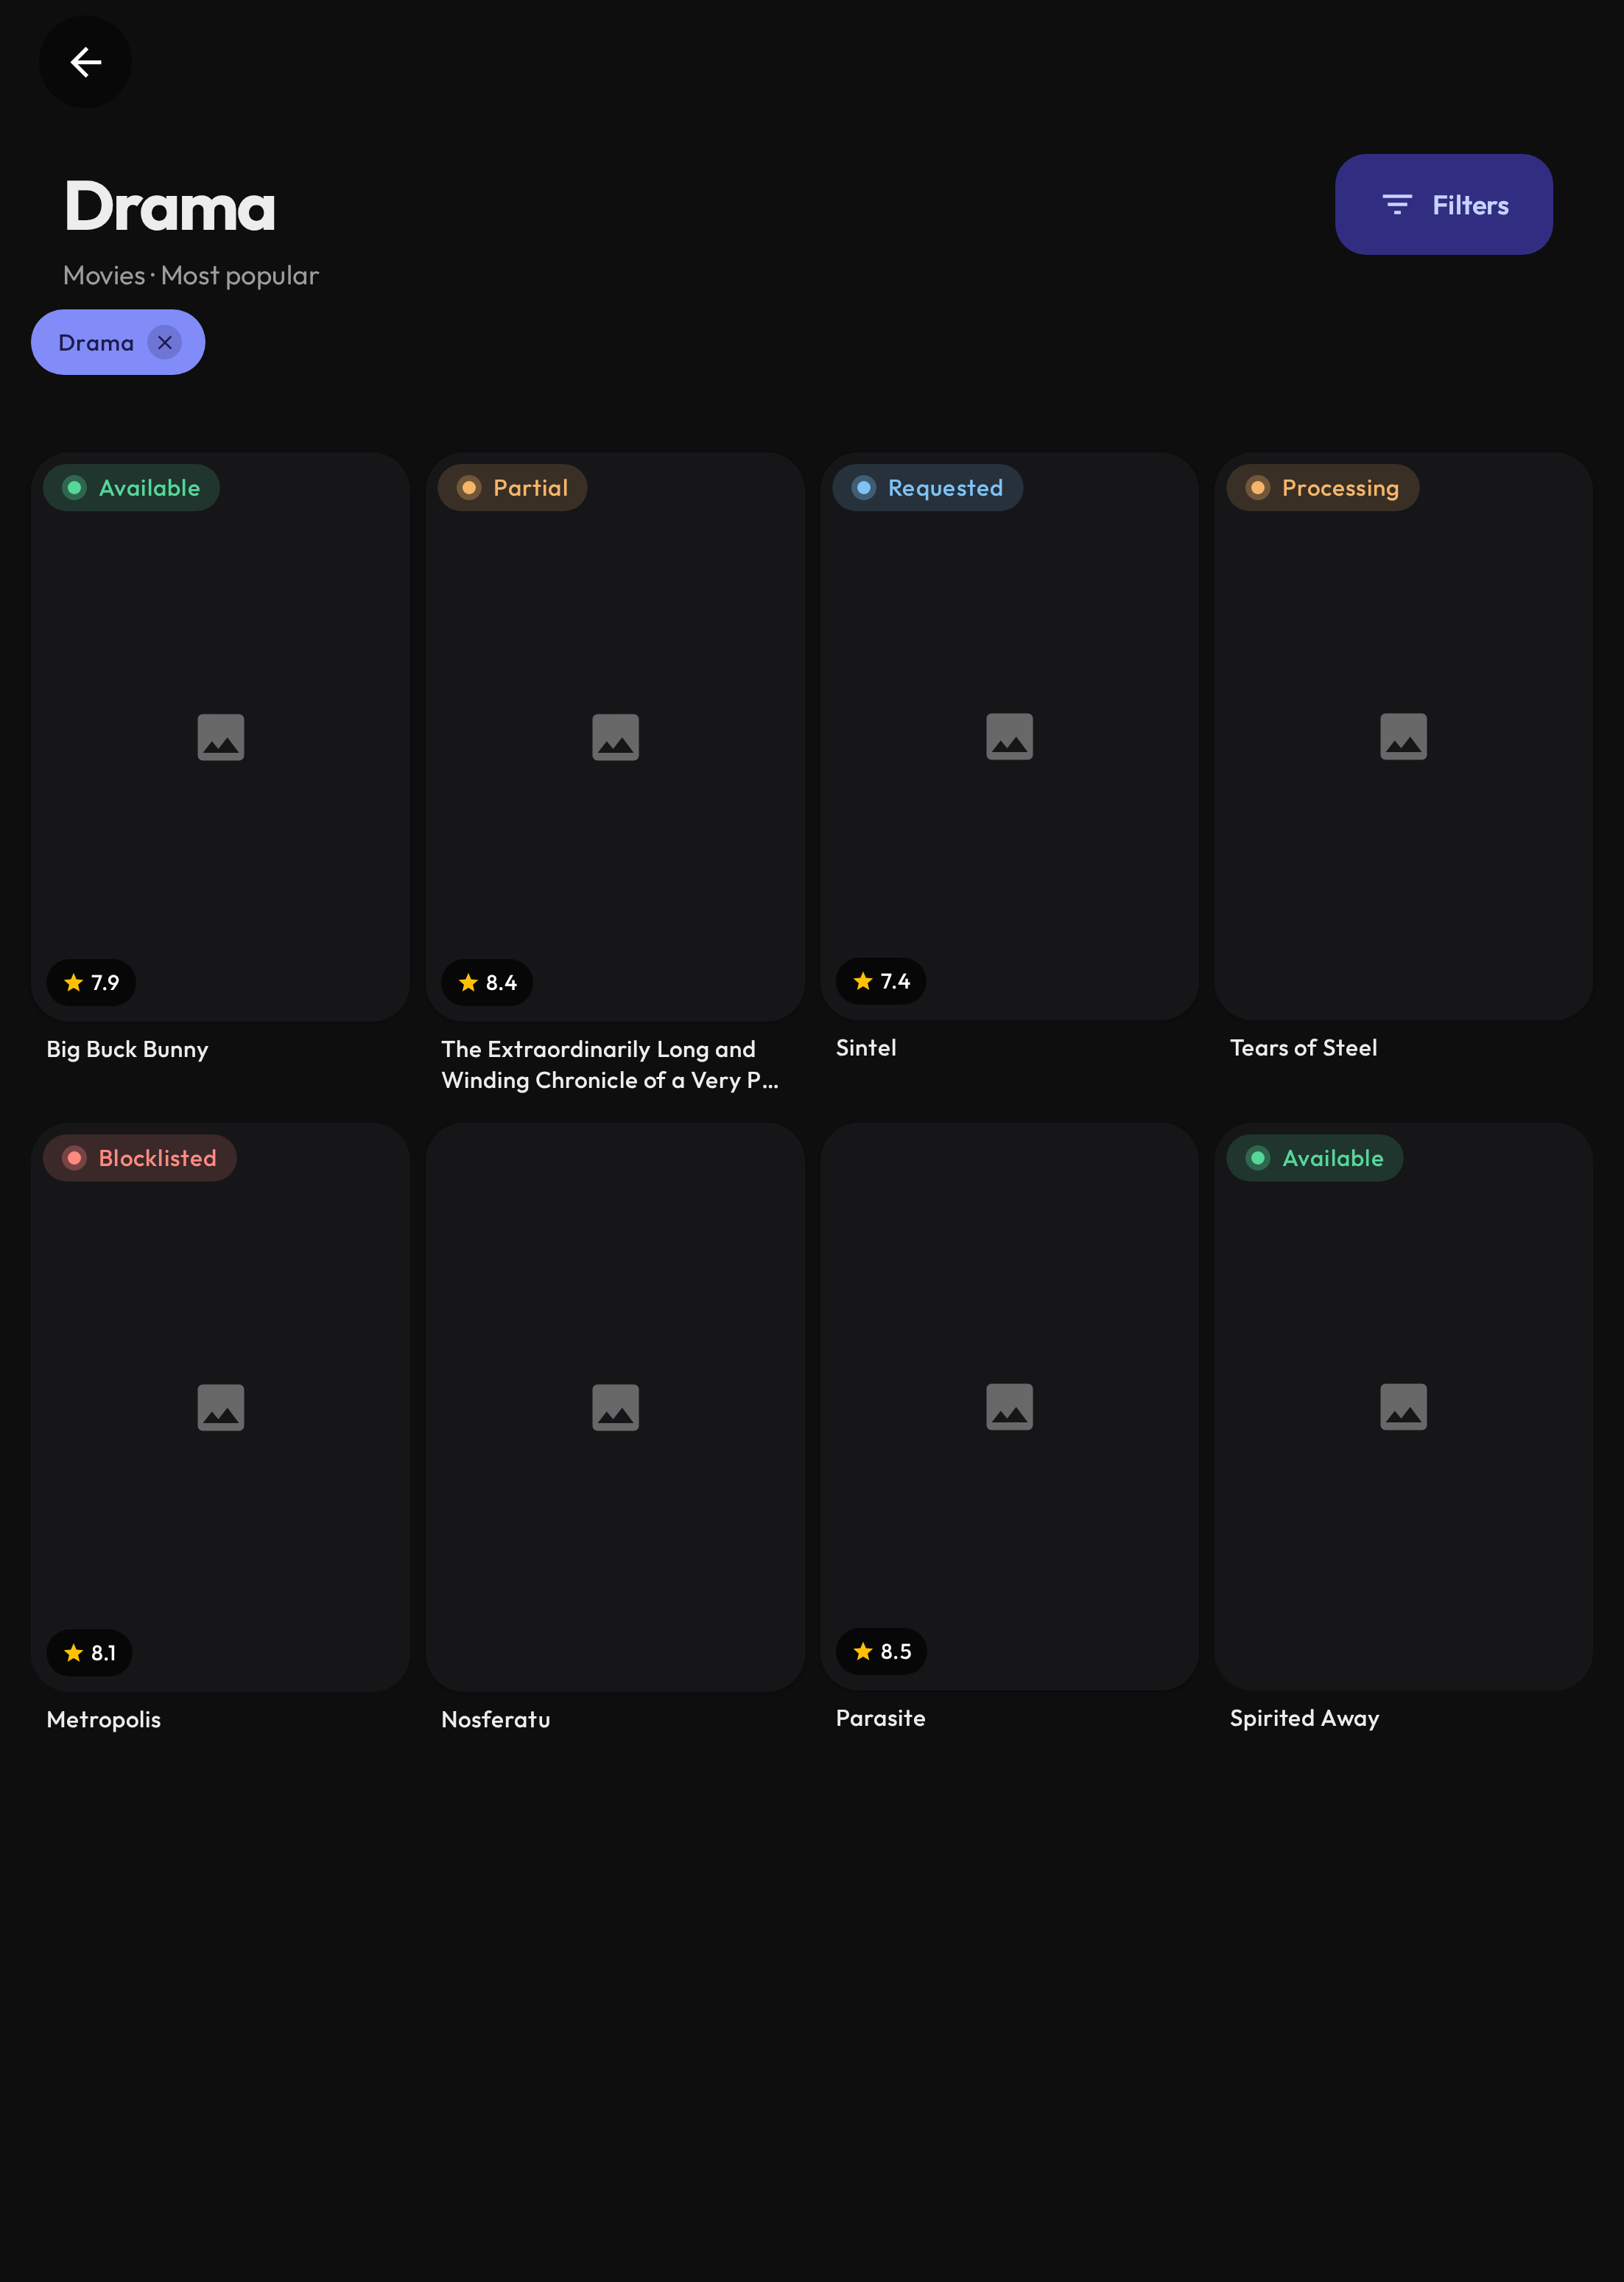 Drama
Filters
Movies · Most popular
Drama
Available
Partial
Requested
Processing
7.9
8.4
7.4
Big Buck Bunny
The Extraordinarily Long and
Winding Chronicle of a Very P...
Sintel
Tears of Steel
Blocklisted
Available
8.1
8.5
Metropolis
Nosferatu
Parasite
Spirited Away